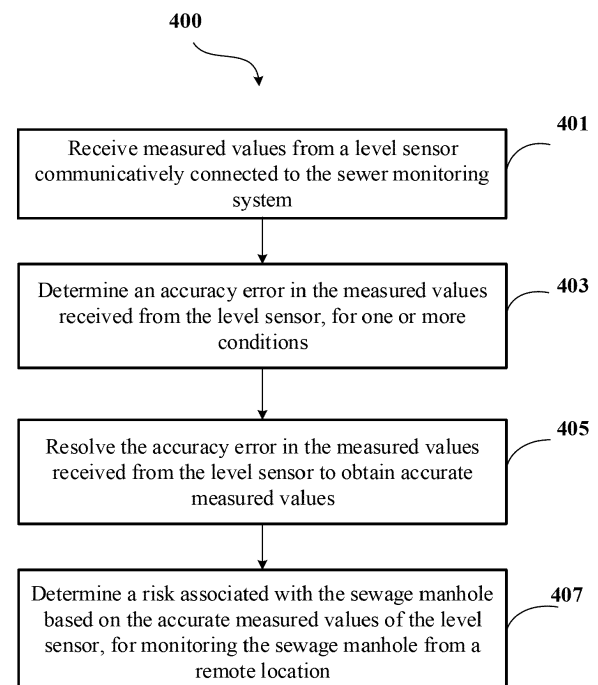 400
401
Receive measured values from a level sensor
communicatively connected to the sewer monitoring
system
403
Determine an accuracy error in the measured values
received from the level sensor, for one or more
conditions
405
Resolve the accuracy error in the measured values
received from the level sensor to obtain accurate
measured values
407
Determine a risk associated with the sewage manhole
based on the accurate measured values of the level
sensor, for monitoring the sewage manhole from a
remote location